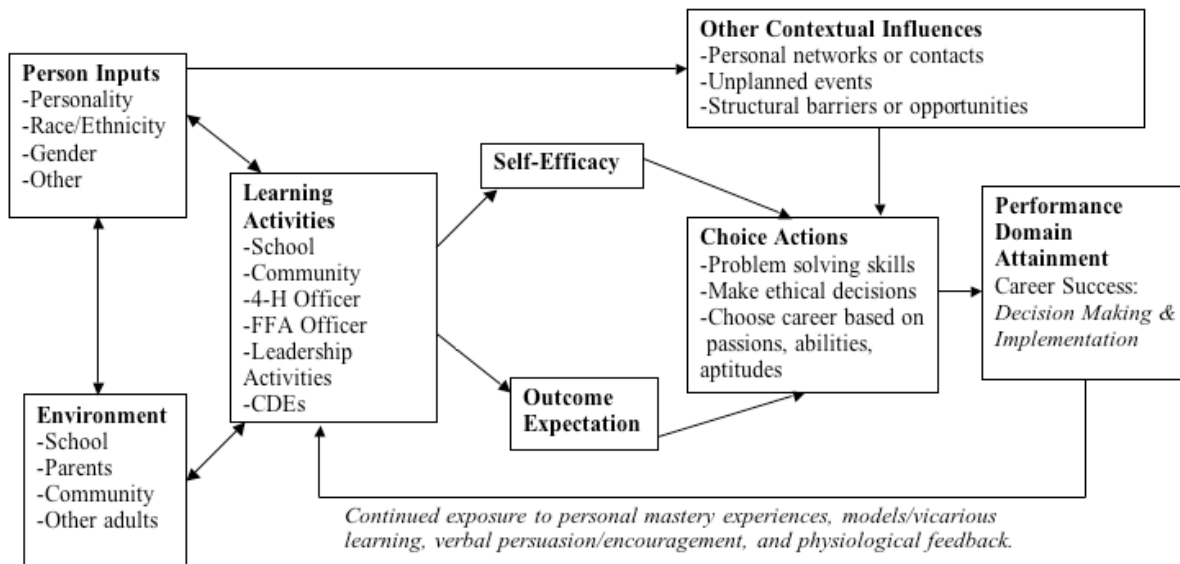 Person Inputs
-Personality
-Race/Ethnicity
-Gender
-Other
Other Contextual Influences
-Personal networks or contacts
-Unplanned events
-Structural barriers or opportunities
Self-Efficacy
Learning
Activities
-School
-Community
-4-H Officer
-FFA Officer
-Leadership
Activities
-CDEs
Choice Actions
-Problem solving skills
-Make ethical decisions
-Choose career based on
passions, abilities,
aptitudes
Performance
Domain
Attainment
Career Success:
Decision Making &
Implementation
Outcome
Expectation
Environment
-School
-Parents
-Community
-Other adults
Continued exposure to personal mastery experiences, models/vicarious
learning, verbal persuasion/encouragement, and physiological feedback.